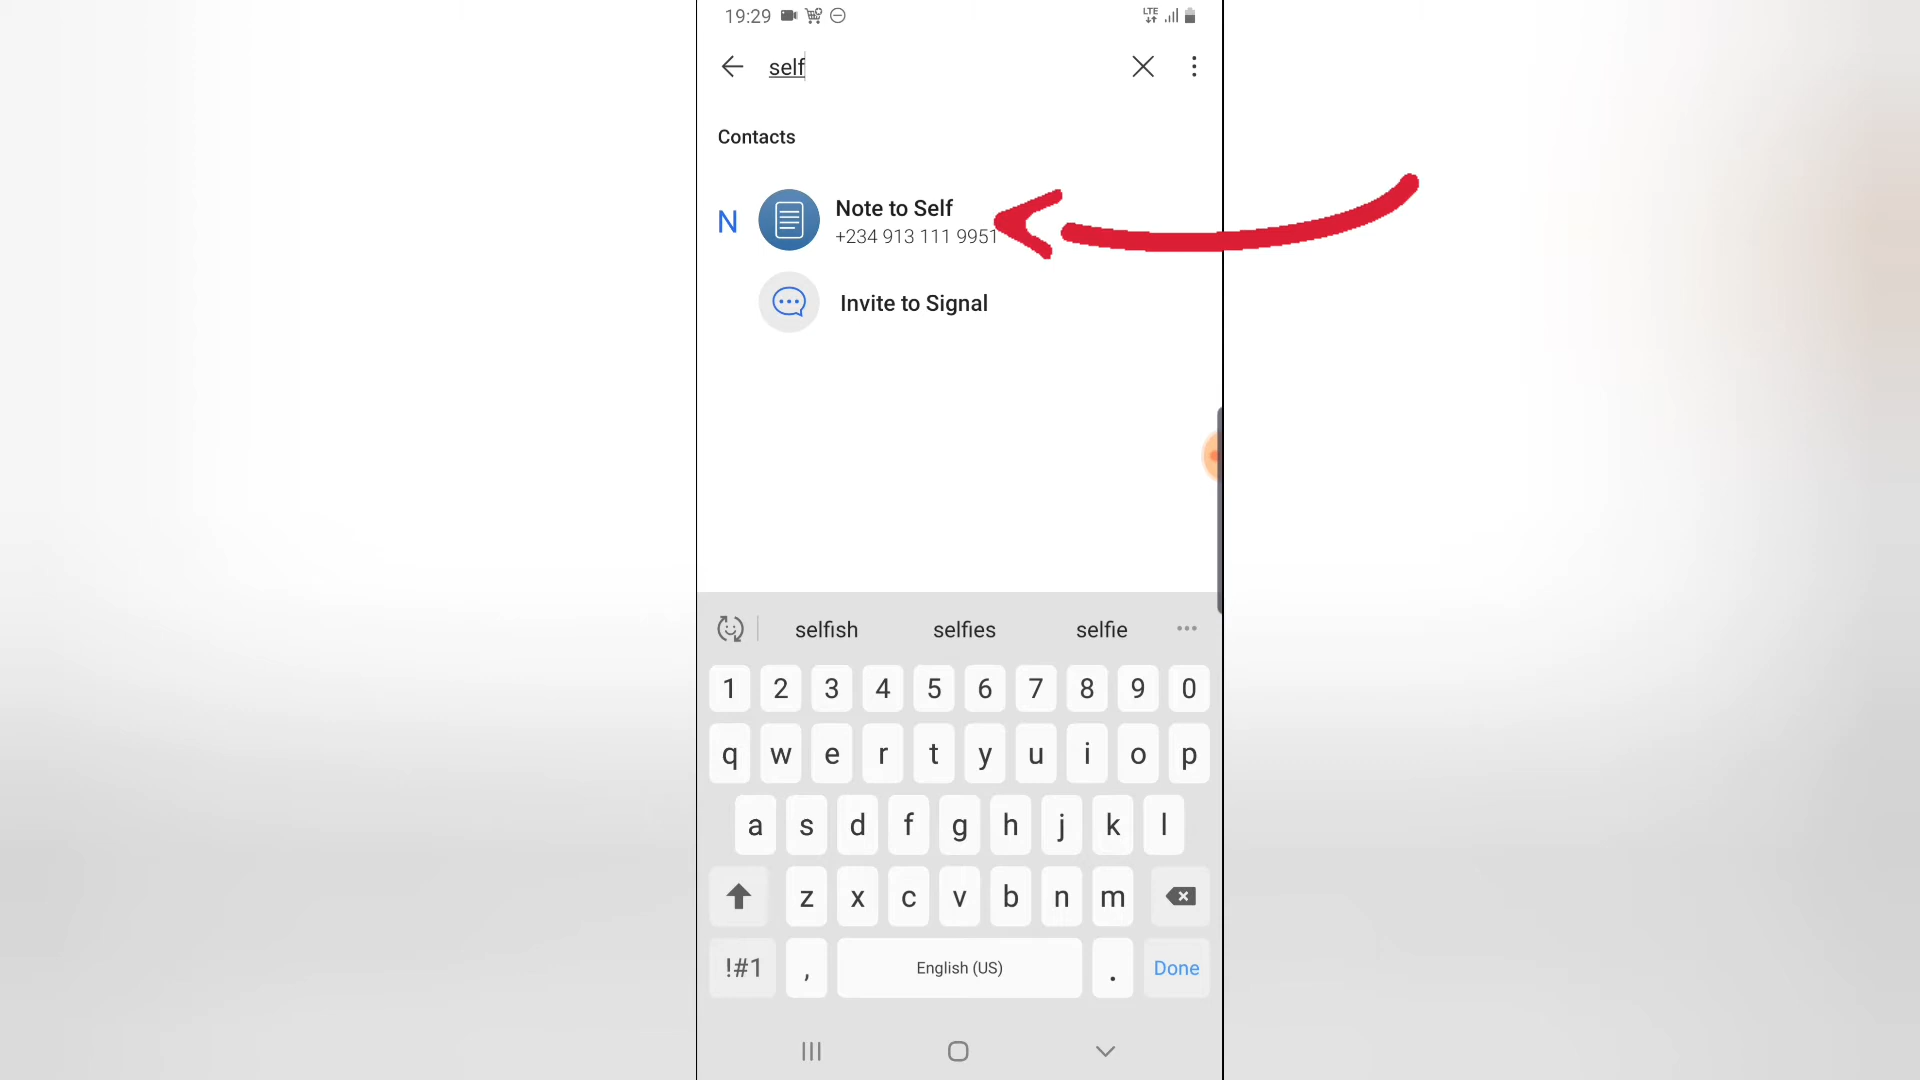 19:29
LTE
self
Contacts
N
Note to Self
+234 913 111 9951
Invite to Signal
selfish selfies selfie
1 2 3 4 5 6 7 8 9 0
q w e r t y u i o p
a s d f g h j k l
z x c v b n m
!#1 , English (US) . Done